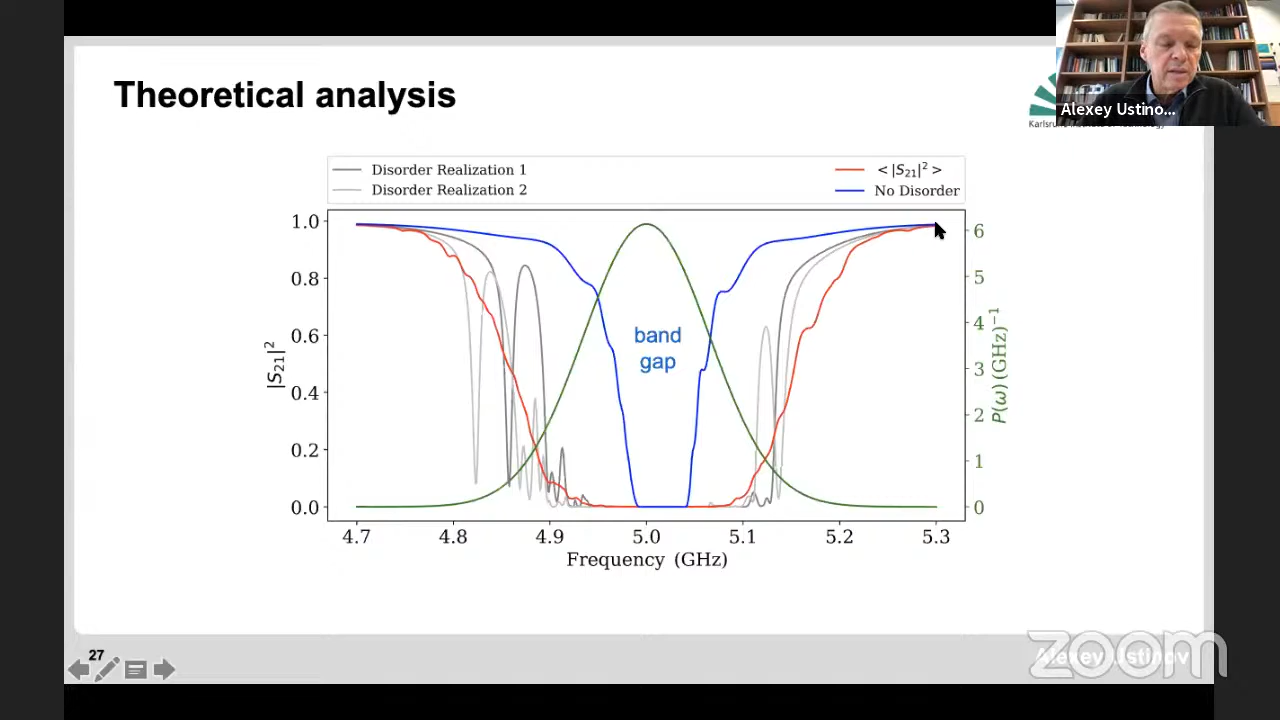 Theoretical analysis
Alexey Ustino...
Disorder Realization 1
Disorder Realization 2
<|S21|²>
No Disorder
|S21|²
1.0
0.8
0.6
0.4
0.2
0.0
band
gap
6
5
4
3
2
1
0
P(ω) (GHz)⁻¹
4.7 4.8 4.9 5.0 5.1 5.2 5.3
Frequency (GHz)
27
Alexey Ustinov
zoom